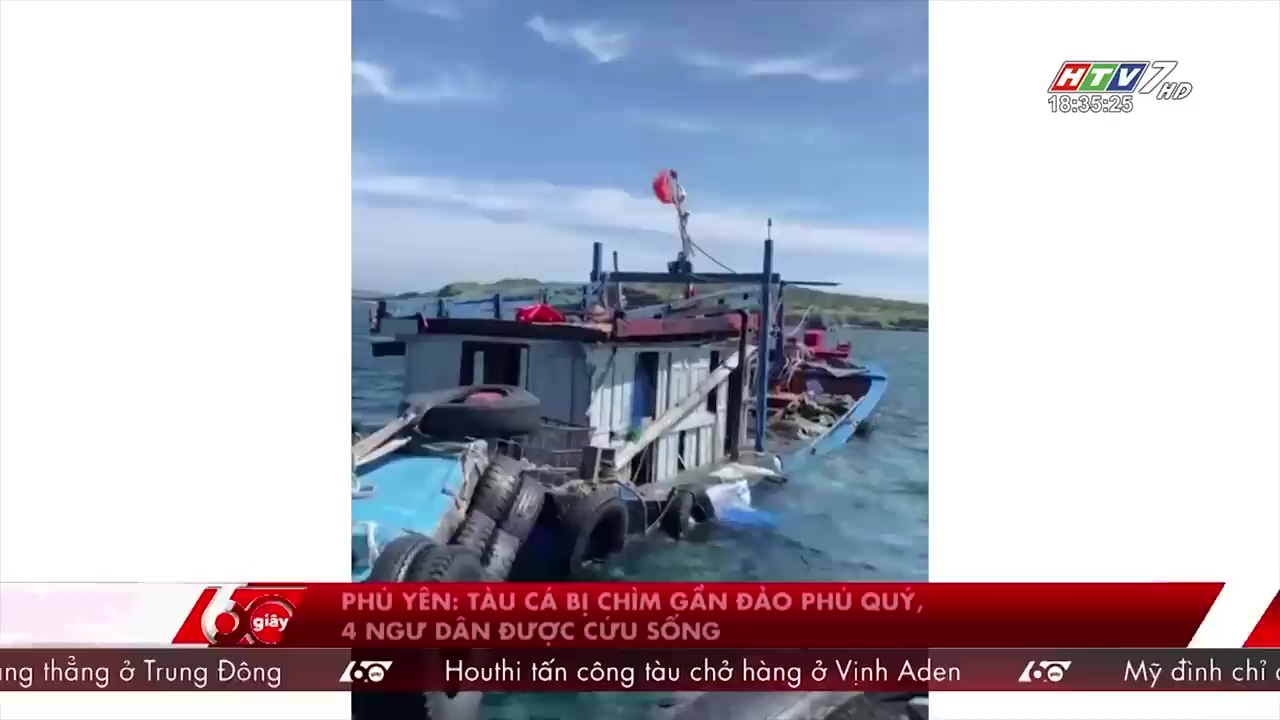 HTV7 HD
18:35:25
60 giây
PHÚ YÊN: TÀU CÁ BỊ CHÌM GẦN ĐẢO PHÚ QUÝ,
4 NGƯ DÂN ĐƯỢC CỨU SỐNG
ng thẳng ở Trung Đông 60 Houthi tấn công tàu chở hàng ở Vịnh Aden 60 Mỹ đình chỉ